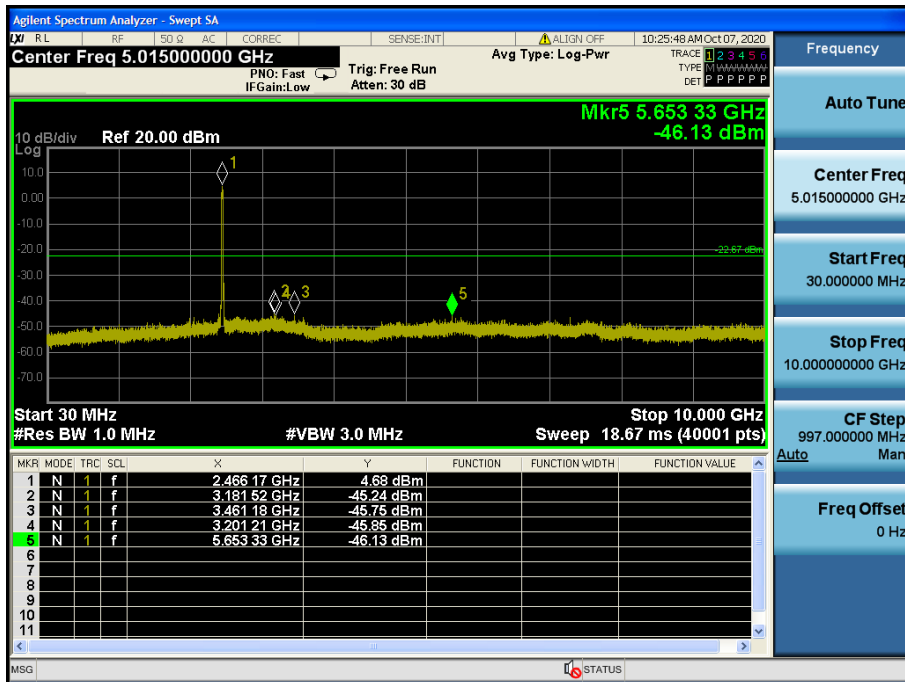 Agilent Spectrum Analyzer - Swept SA
LXI RL RF 50 Ω AC CORREC SENSE:INT ALIGN OFF 10:25:48 AM Oct 07, 2020
Center Freq 5.015000000 GHz
PNO: Fast
IFGain:Low
Trig: Free Run
Atten: 30 dB
Avg Type: Log-Pwr
TRACE 1 2 3 4 5 6
TYPE M WWWWW
DET P P P P P P
Mkr5 5.653 33 GHz
-46.13 dBm
10 dB/div Ref 20.00 dBm
Log
10.0
0.00
-10.0
-20.0
-30.0
-40.0
-50.0
-60.0
-70.0
1
2
4
3
5
-22.67 dBm
Start 30 MHz Stop 10.000 GHz
#Res BW 1.0 MHz #VBW 3.0 MHz Sweep 18.67 ms (40001 pts)
MKR MODE TRC SCL X Y FUNCTION FUNCTION WIDTH FUNCTION VALUE
1 N 1 f 2.466 17 GHz 4.68 dBm
2 N 1 f 3.181 52 GHz -45.24 dBm
3 N 1 f 3.461 18 GHz -45.75 dBm
4 N 1 f 3.201 21 GHz -45.85 dBm
5 N 1 f 5.653 33 GHz -46.13 dBm
6
7
8
9
10
11
MSG STATUS
Frequency
Auto Tune
Center Freq
5.015000000 GHz
Start Freq
30.000000 MHz
Stop Freq
10.000000000 GHz
CF Step
997.000000 MHz
Auto Man
Freq Offset
0 Hz